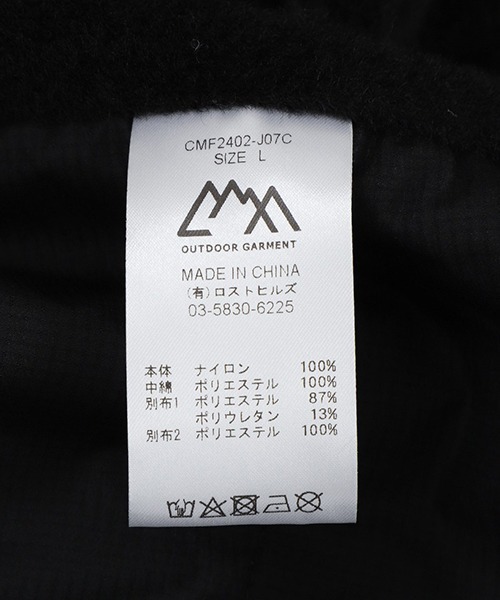 CMF2402-J07C
SIZE L
OUTDOOR GARMENT
MADE IN CHINA
(有)ロストヒルズ
03-5830-6225
本体 ナイロン 100%
中綿 ポリエステル 100%
別布1 ポリエステル 87%
ポリウレタン 13%
別布2 ポリエステル 100%